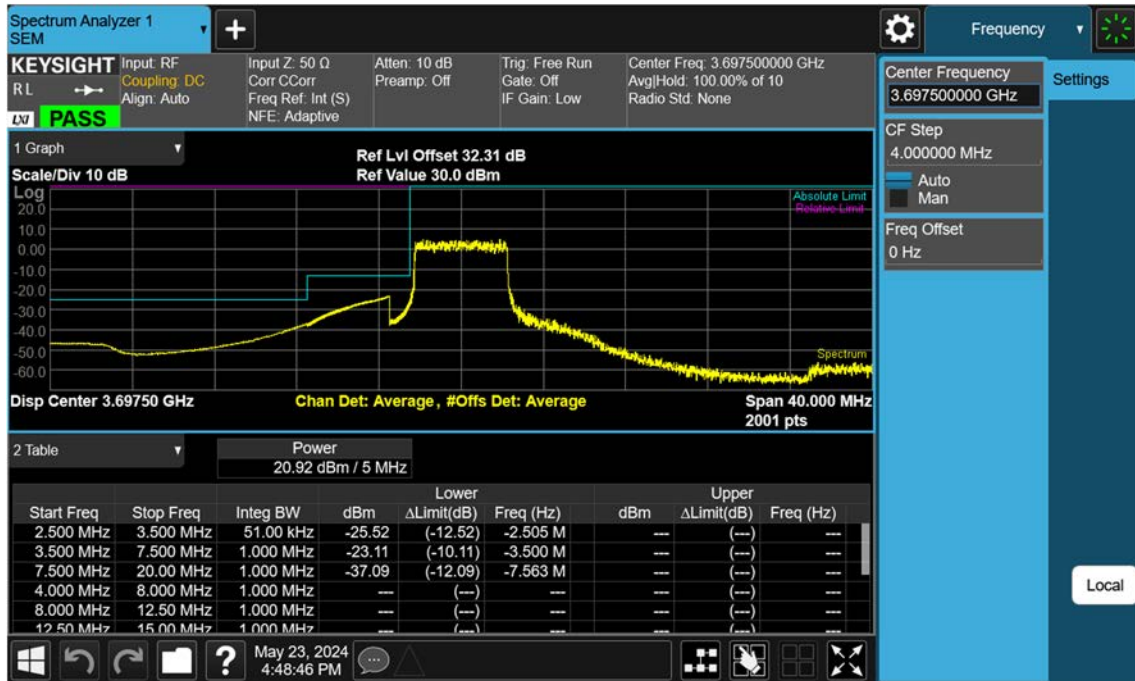 Spectrum Analyzer 1
SEM
Frequency
KEYSIGHT
R L
LXI PASS
Input: RF
Coupling: DC
Align: Auto
Input Z: 50 Ω
Corr CCorr
Freq Ref: Int (S)
NFE: Adaptive
Atten: 10 dB
Preamp: Off
Trig: Free Run
Gate: Off
IF Gain: Low
Center Freq: 3.697500000 GHz
Avg|Hold: 100.00% of 10
Radio Std: None
Center Frequency
3.697500000 GHz
Settings
CF Step
4.000000 MHz
Auto
Man
Freq Offset
0 Hz
Local
1 Graph
Scale/Div 10 dB
Ref Lvl Offset 32.31 dB
Ref Value 30.0 dBm
Log
Absolute Limit
Relative Limit
20.0
10.0
0.00
-10.0
-20.0
-30.0
-40.0
-50.0
-60.0
Spectrum
Disp Center 3.69750 GHz
Chan Det: Average, #Offs Det: Average
Span 40.000 MHz
2001 pts
2 Table
Power
20.92 dBm / 5 MHz
Lower Upper
Start Freq Stop Freq Integ BW dBm ΔLimit(dB) Freq (Hz) dBm ΔLimit(dB) Freq (Hz)
2.500 MHz 3.500 MHz 51.00 kHz -25.52 (-12.52) -2.505 M --- (---) ---
3.500 MHz 7.500 MHz 1.000 MHz -23.11 (-10.11) -3.500 M --- (---) ---
7.500 MHz 20.00 MHz 1.000 MHz -37.09 (-12.09) -7.563 M --- (---) ---
4.000 MHz 8.000 MHz 1.000 MHz --- (---) --- --- (---) ---
8.000 MHz 12.50 MHz 1.000 MHz --- (---) --- --- (---) ---
12.50 MHz 15.00 MHz 1.000 MHz --- (---) --- --- (---) ---
May 23, 2024
4:48:46 PM